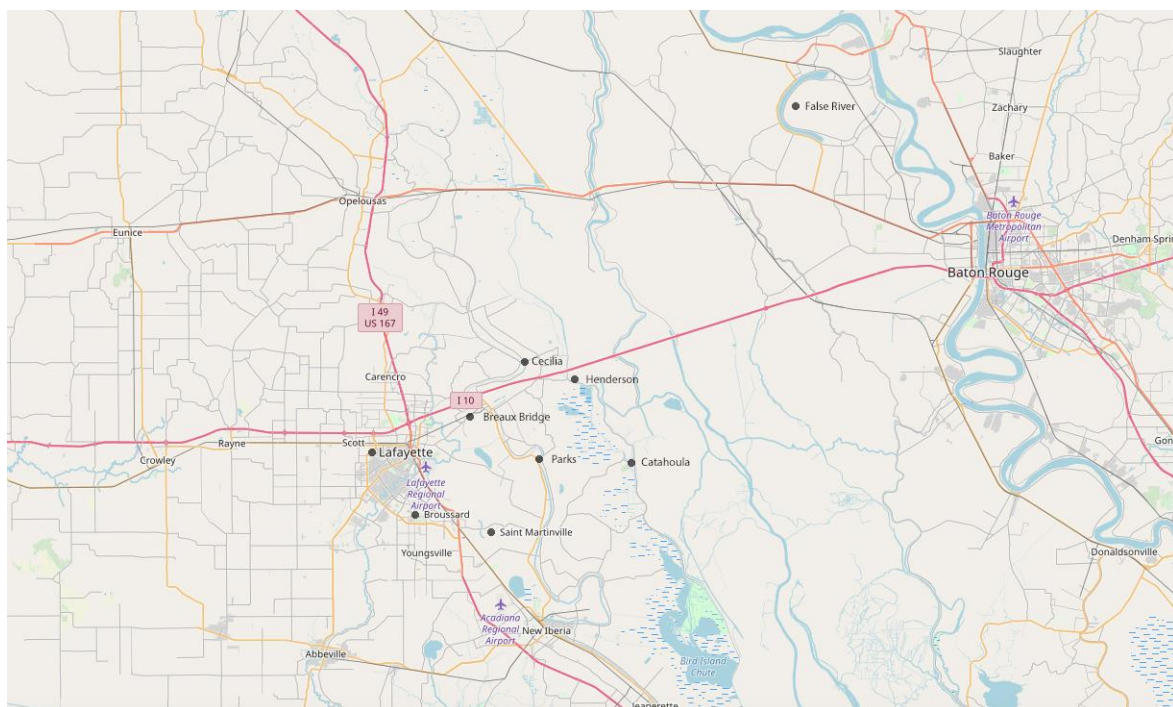 Slaughter
False River
Zachary
Baker
Opelousas
Baton Rouge
Metropolitan
Airport
Eunice
Denham Spri
Baton Rouge
I 49
US 167
Cecilia
Carencro
Henderson
I 10
Breaux Bridge
Scott
Rayne
Gon
Crowley
Lafayette
Parks
Catahoula
Lafayette
Regional
Airport
Broussard
Saint Martinville
Youngsville
Donaldsonville
Acadiana
Regional
Airport
New Iberia
Abbeville
Bird Island
Chute
Jeanerette